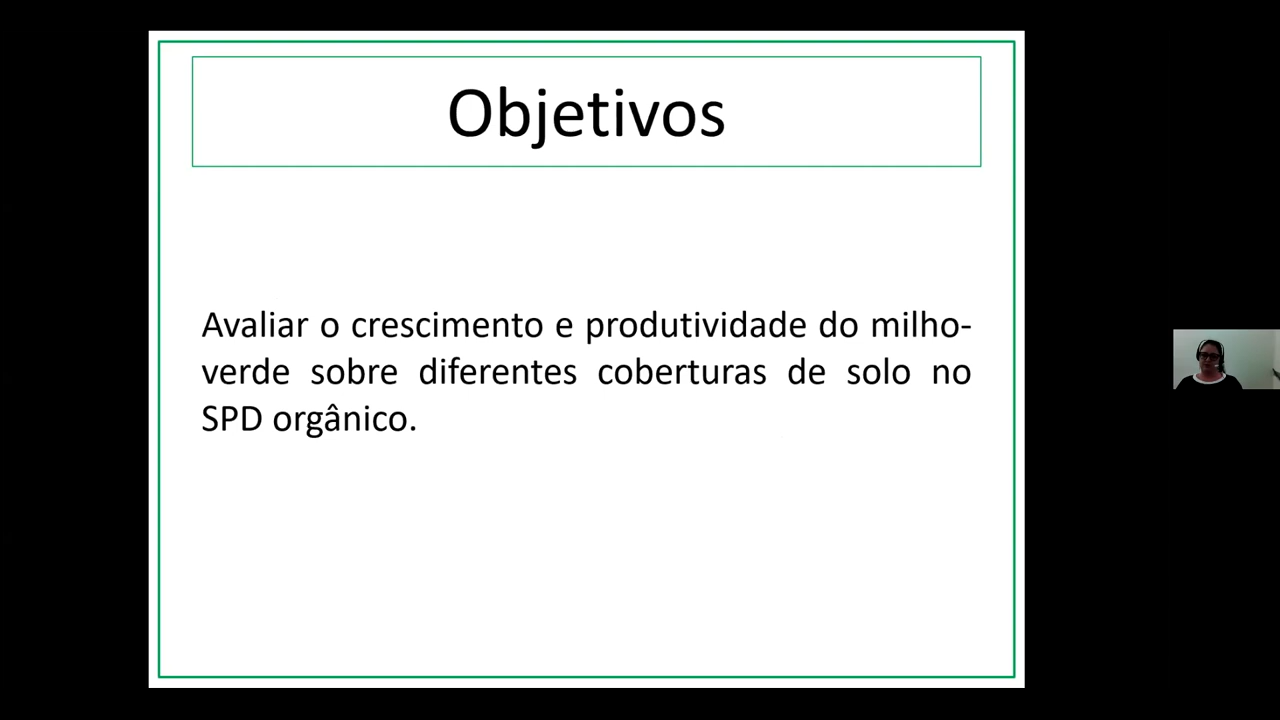 Objetivos
Avaliar o crescimento e produtividade do milho-
verde sobre diferentes coberturas de solo no
SPD orgânico.